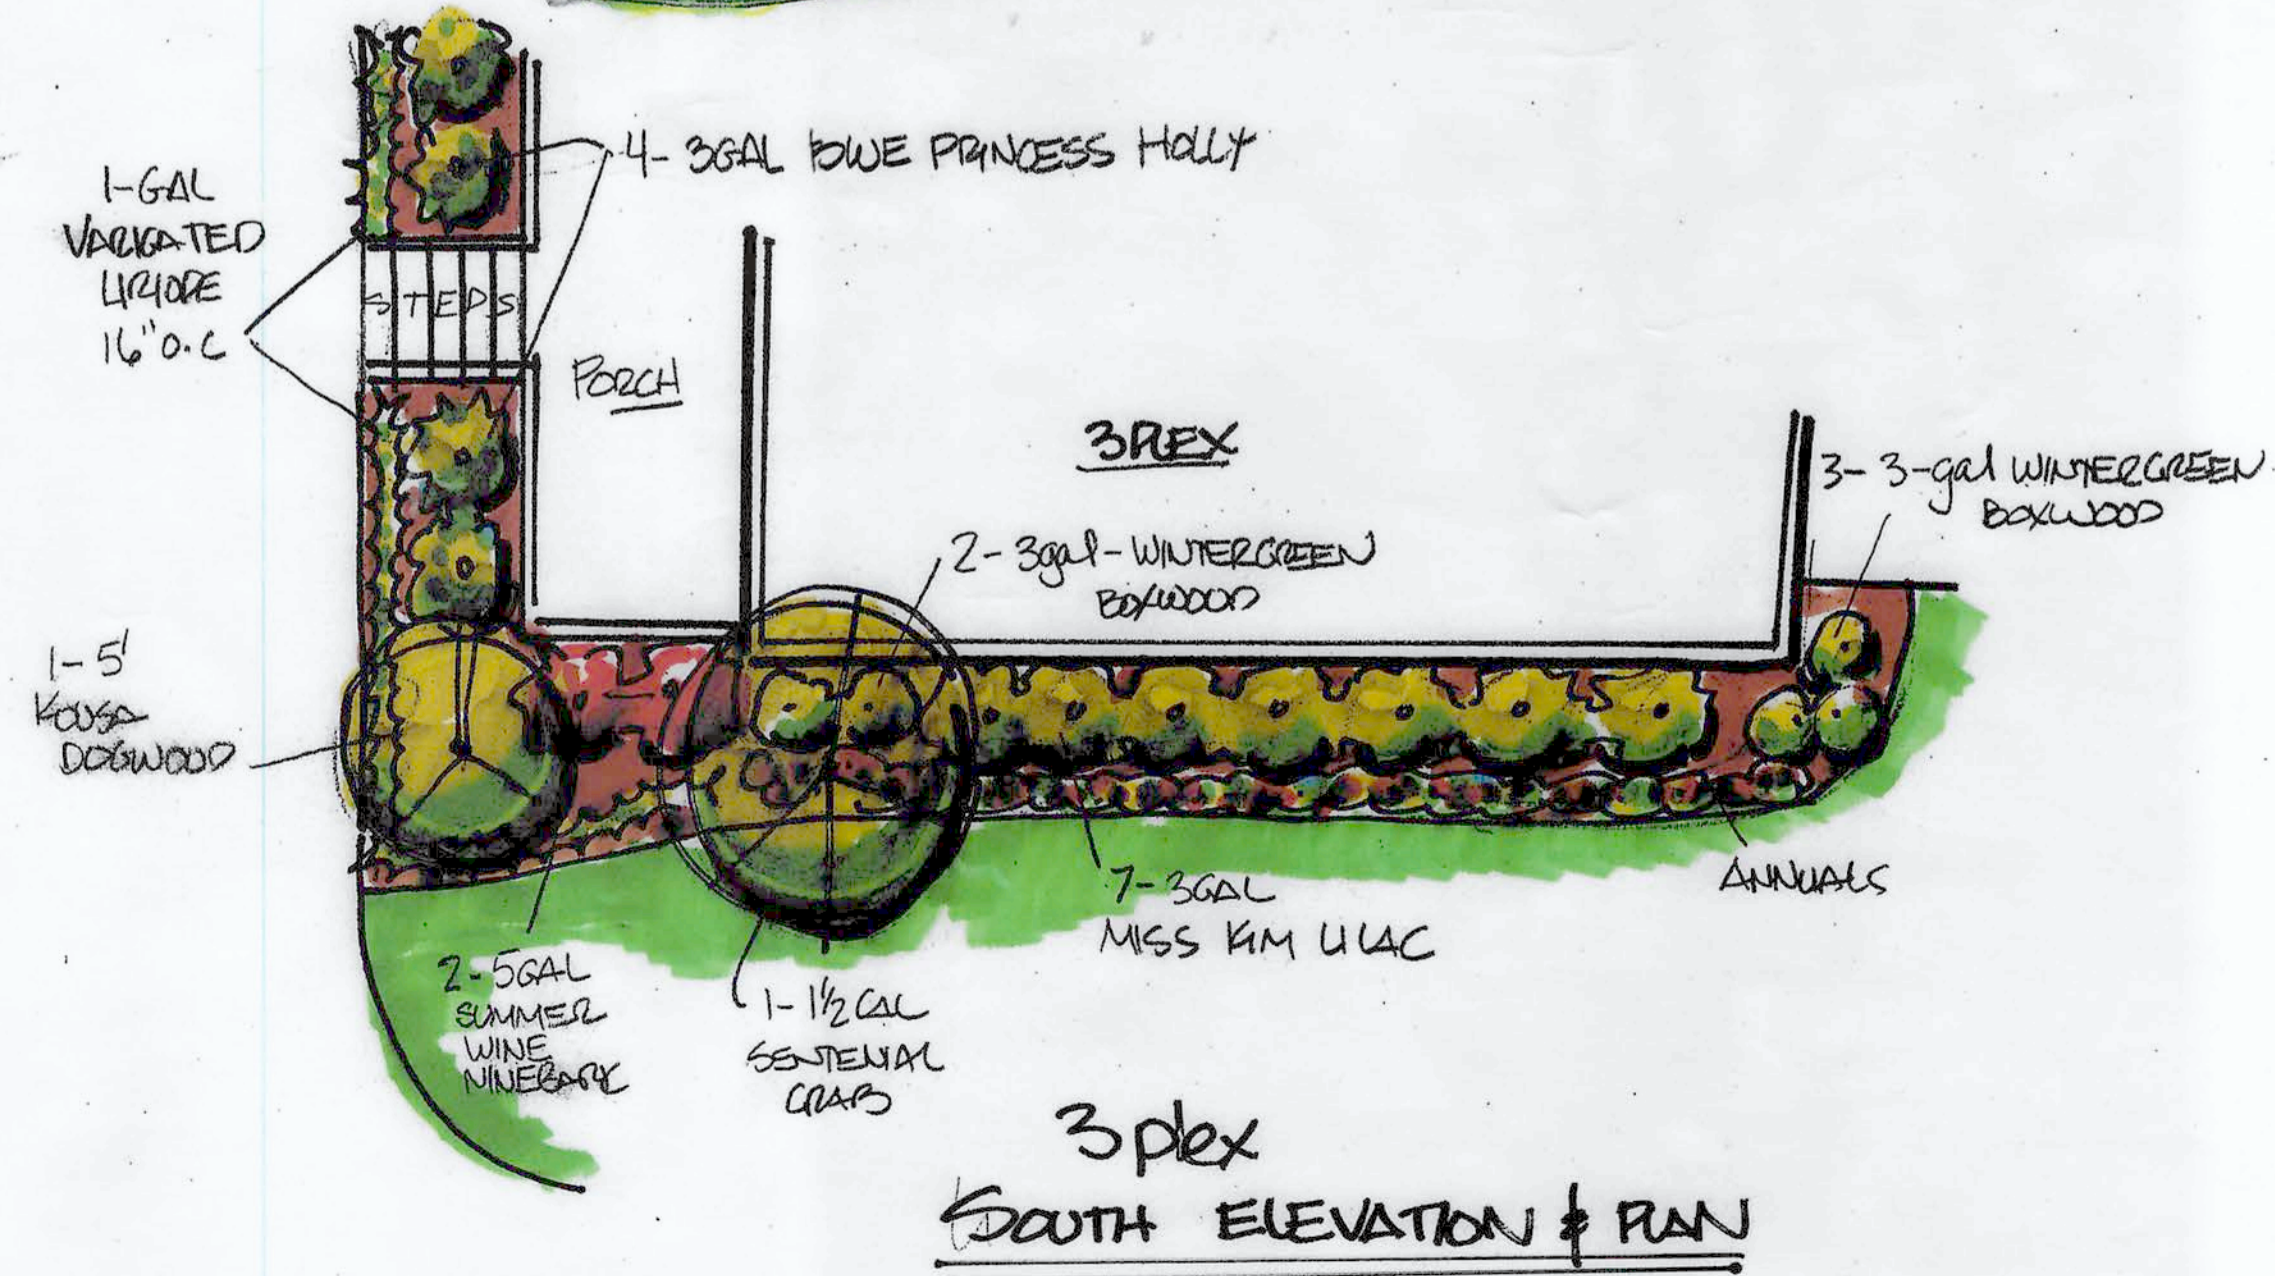 4- 3GAL BLUE PRINCESS HOLLY
1-GAL
VARIGATED
LIRIOPE
16" O.C
STEPS
PORCH
3PLEX
3- 3-gal WINTERGREEN
BOXWOOD
2- 3gal- WINTERGREEN
BOXWOOD
1- 5'
KOUSA
DOGWOOD
7- 3GAL
MISS KIM LILAC
ANNUALS
2- 5GAL
SUMMER
WINE
NINEBARK
1- 1½ CAL
SENTENIAL
CRAB
3plex
SOUTH ELEVATION & PLAN